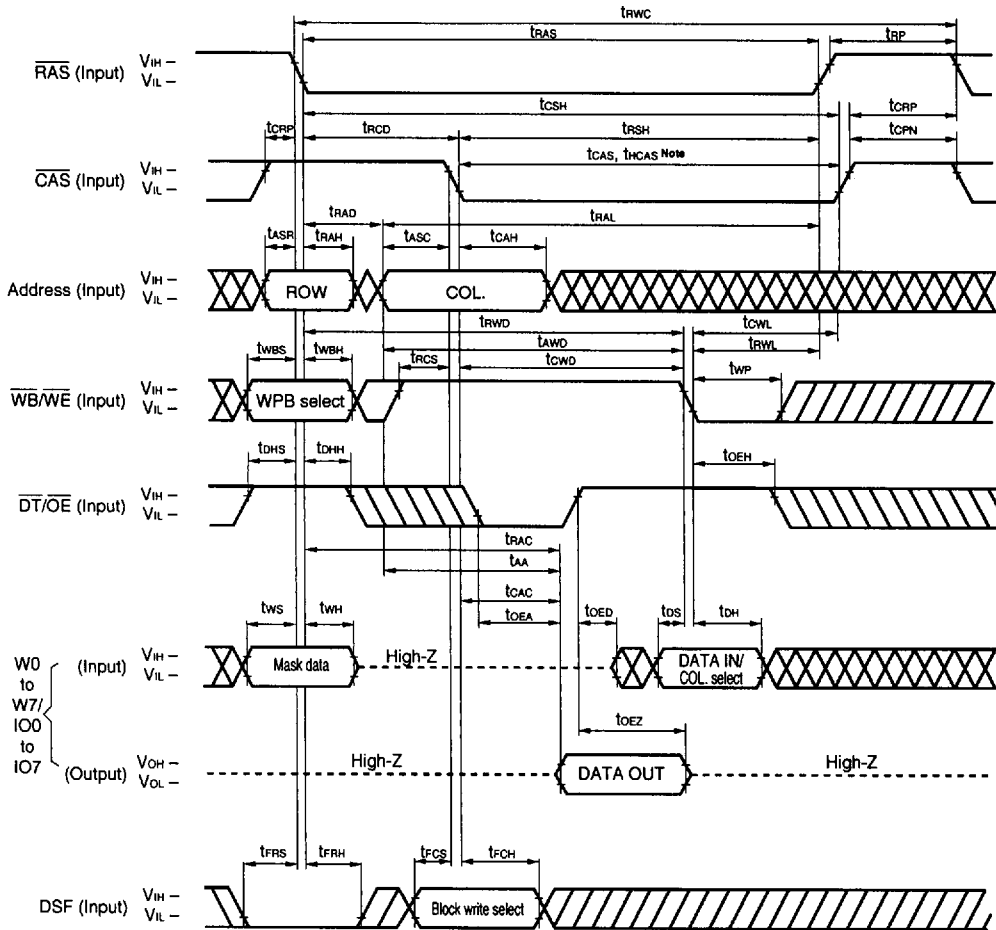 tRWC
tRAS
tRP
RAS (Input)
VIH –
VIL –
tCSH
tCRP
tCRP
tRCD
tRSH
tCPN
tCAS, tHCAS Note
CAS (Input)
VIH –
VIL –
tRAD
tRAL
tASR
tRAH
tASC
tCAH
Address (Input)
VIH –
VIL –
ROW
COL.
tRWD
tCWL
tAWD
tRWL
tWBS
tWBH
tRCS
tCWD
tWP
WB/WE (Input)
VIH –
VIL –
WPB select
tDHS
tDHH
tOEH
DT/OE (Input)
VIH –
VIL –
tRAC
tAA
tCAC
tOEA
tWS
tWH
tOED
tDS
tDH
W0
to
W7/
IO0
to
IO7
(Input)
VIH –
VIL –
Mask data
High-Z
DATA IN/
COL. select
tOEZ
(Output)
VOH –
VOL –
High-Z
DATA OUT
High-Z
tFRS
tFRH
tFCS
tFCH
DSF (Input)
VIH –
VIL –
Block write select